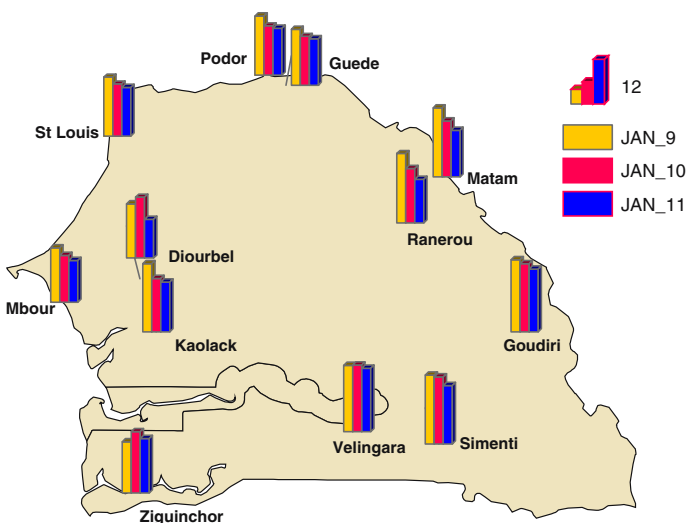 Podor
Guede
12
St Louis
JAN_9
JAN_10
JAN_11
Matam
Ranerou
Diourbel
Mbour
Kaolack
Goudiri
Velingara
Simenti
Ziguinchor